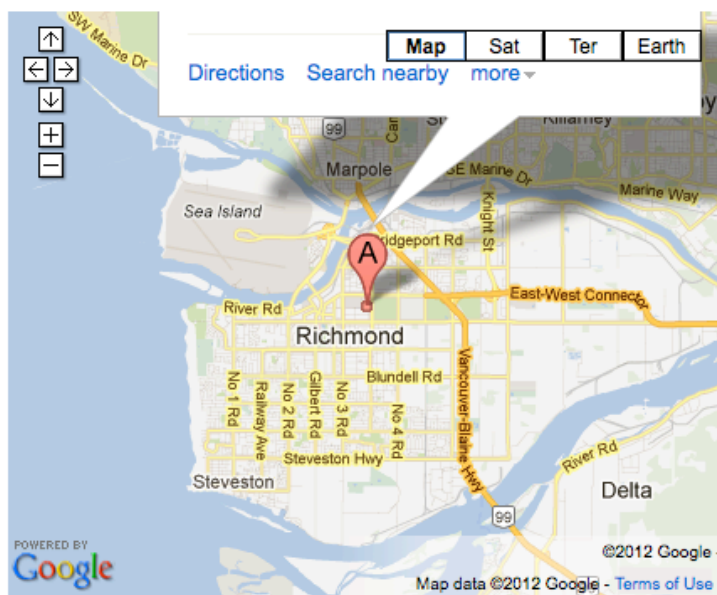 SW Marine Dr
Map Sat Ter Earth
Directions Search nearby more
99
Killarney
Marpole
SE Marine Dr
Marine Way
Sea Island
Knight St
ridgeport Rd
A
East-West Connector
River Rd
Richmond
Vancouver-Blaine Hwy
Blundell Rd
No 1 Rd
Railway Ave
No 2 Rd
Gilbert Rd
No 3 Rd
No 4 Rd
Steveston Hwy
River Rd
Steveston
Delta
99
POWERED BY
Google
©2012 Google -
Map data ©2012 Google - Terms of Use